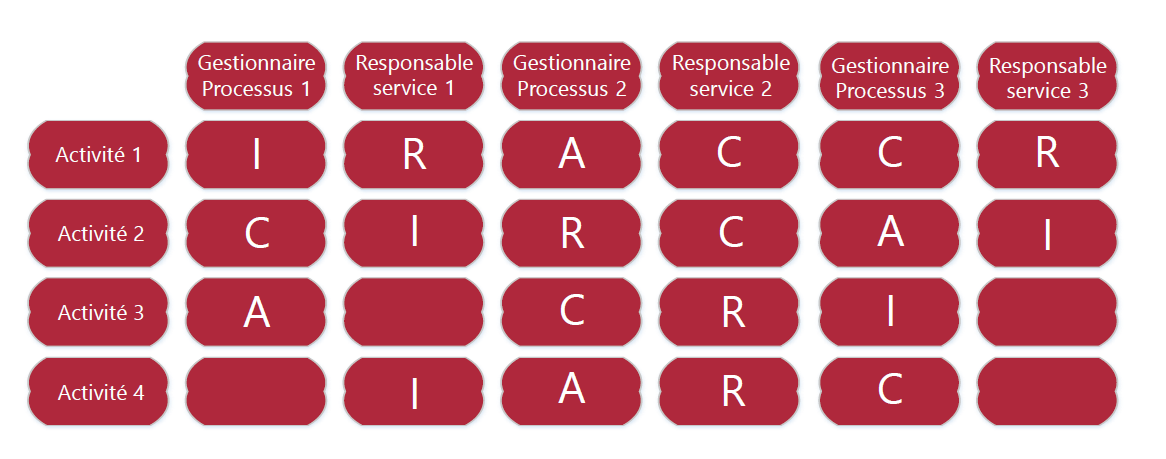 Gestionnaire Processus 1
Responsable service 1
Gestionnaire Processus 2
Responsable service 2
Gestionnaire Processus 3
Responsable service 3
Activité 1 I R A C C R
Activité 2 C I R C A I
Activité 3 A C R I
Activité 4 I A R C